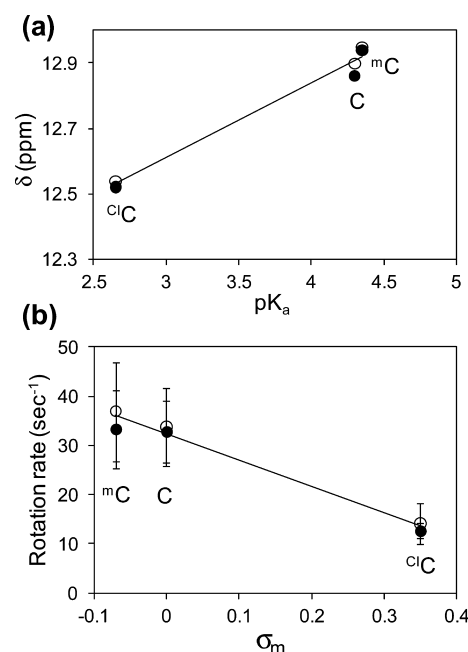 (a)
δ (ppm)
13.1
12.9
12.7
12.5
12.3
ᵐC
C
ᶜˡC
2.5 3 3.5 4 4.5 5
pKₐ
(b)
Rotation rate (sec⁻¹)
50
40
30
20
10
0
ᵐC C
ᶜˡC
-0.1 0 0.1 0.2 0.3 0.4
σₘ